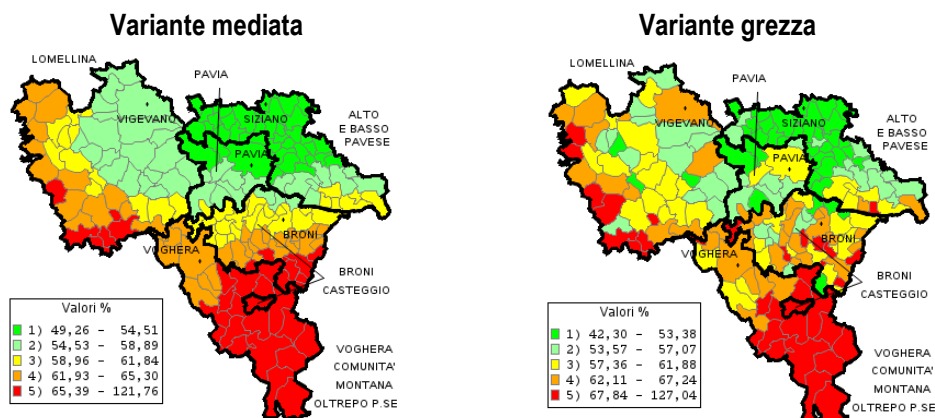 Variante mediata
LOMELLINA
PAVIA
VIGEVANO
SIZIANO
ALTO
E BASSO
PAVESE
PAVIA
VOGHERA
BRONI
BRONI
CASTEGGIO
VOGHERA
COMUNITA'
MONTANA
OLTREPO P.SE
Valori %
1) 49,26 - 54,51
2) 54,53 - 58,89
3) 58,96 - 61,84
4) 61,93 - 65,30
5) 65,39 - 121,76
Variante grezza
LOMELLINA
PAVIA
VIGEVANO
SIZIANO
ALTO
E BASSO
PAVESE
PAVIA
VOGHERA
BRONI
BRONI
CASTEGGIO
VOGHERA
COMUNITA'
MONTANA
OLTREPO P.SE
Valori %
1) 42,30 - 53,38
2) 53,57 - 57,07
3) 57,36 - 61,88
4) 62,11 - 67,24
5) 67,84 - 127,04